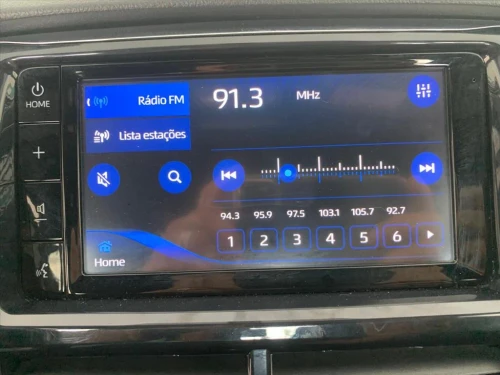 HOME
Rádio FM
91.3 MHz
Lista estações
94.3 95.9 97.5 103.1 105.7 92.7
1 2 3 4 5 6
Home